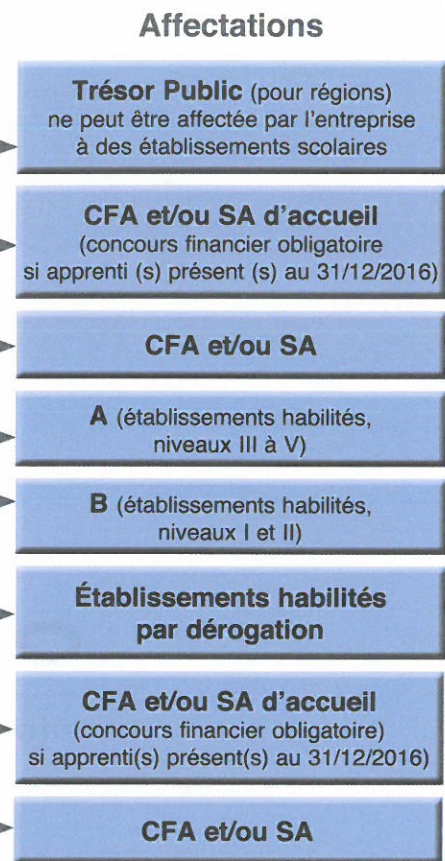 Affectations
Trésor Public (pour régions)
ne peut être affectée par l'entreprise
à des établissements scolaires
CFA et/ou SA d'accueil
(concours financier obligatoire
si apprenti (s) présent (s) au 31/12/2016)
CFA et/ou SA
A (établissements habilités,
niveaux III à V)
B (établissements habilités,
niveaux I et II)
Établissements habilités
par dérogation
CFA et/ou SA d'accueil
(concours financier obligatoire)
si apprenti(s) présent(s) au 31/12/2016)
CFA et/ou SA